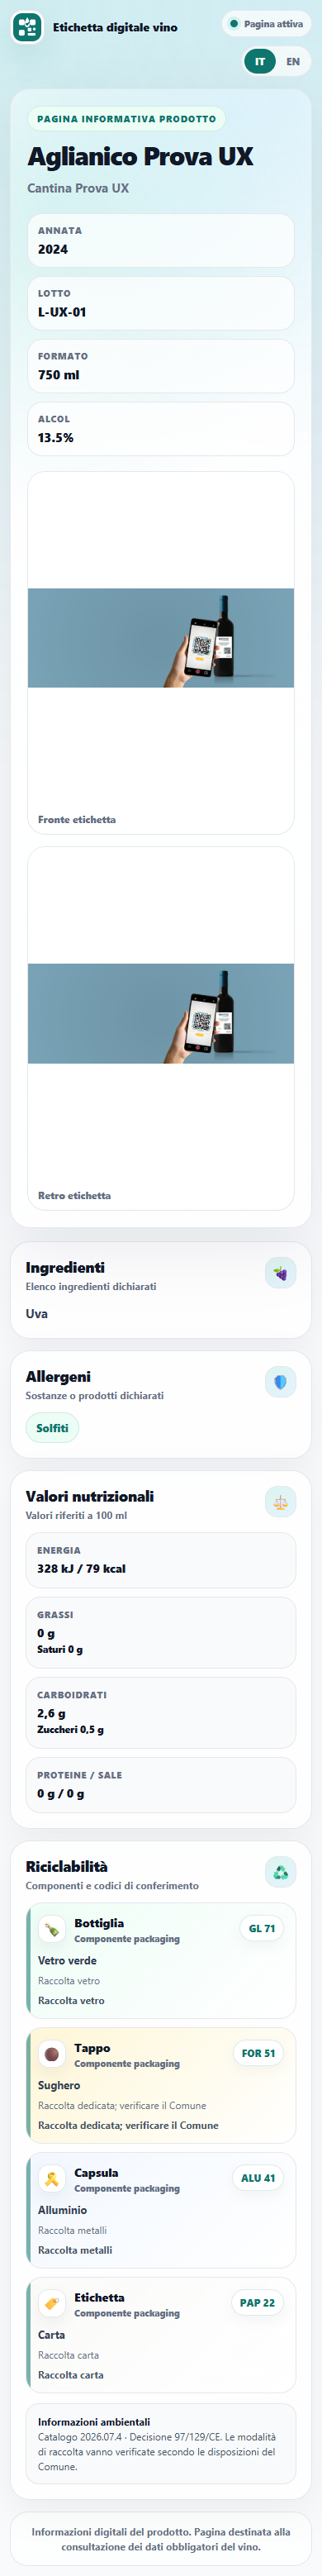 Etichetta digitale vino
Pagina attiva
IT EN
PAGINA INFORMATIVA PRODOTTO
Aglianico Prova UX
Cantina Prova UX
ANNATA
2024
LOTTO
L-UX-01
FORMATO
750 ml
ALCOL
13.5%
Fronte etichetta
Retro etichetta
Ingredienti
Elenco ingredienti dichiarati
Uva
Allergeni
Sostanze o prodotti dichiarati
Solfiti
Valori nutrizionali
Valori riferiti a 100 ml
ENERGIA
328 kJ / 79 kcal
GRASSI
0 g
Saturi 0 g
CARBOIDRATI
2,6 g
Zuccheri 0,5 g
PROTEINE / SALE
0 g / 0 g
Riciclabilità
Componenti e codici di conferimento
Bottiglia
Componente packaging
GL 71
Vetro verde
Raccolta vetro
Raccolta vetro
Tappo
Componente packaging
FOR 51
Sughero
Raccolta dedicata; verificare il Comune
Raccolta dedicata; verificare il Comune
Capsula
Componente packaging
ALU 41
Alluminio
Raccolta metalli
Raccolta metalli
Etichetta
Componente packaging
PAP 22
Carta
Raccolta carta
Raccolta carta
Informazioni ambientali
Catalogo 2026.07.4 · Decisione 97/129/CE. Le modalità
di raccolta vanno verificate secondo le disposizioni del
Comune.
Informazioni digitali del prodotto. Pagina destinata alla
consultazione dei dati obbligatori del vino.